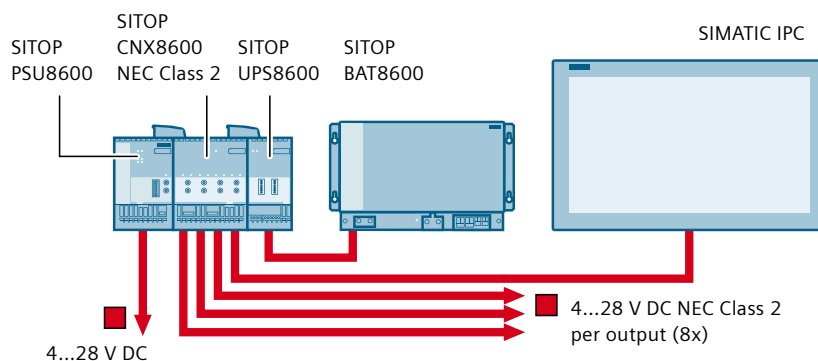 SITOP
PSU8600
SITOP
CNX8600
NEC Class 2
SITOP
UPS8600
SITOP
BAT8600
SIMATIC IPC
4...28 V DC
4...28 V DC NEC Class 2
per output (8x)